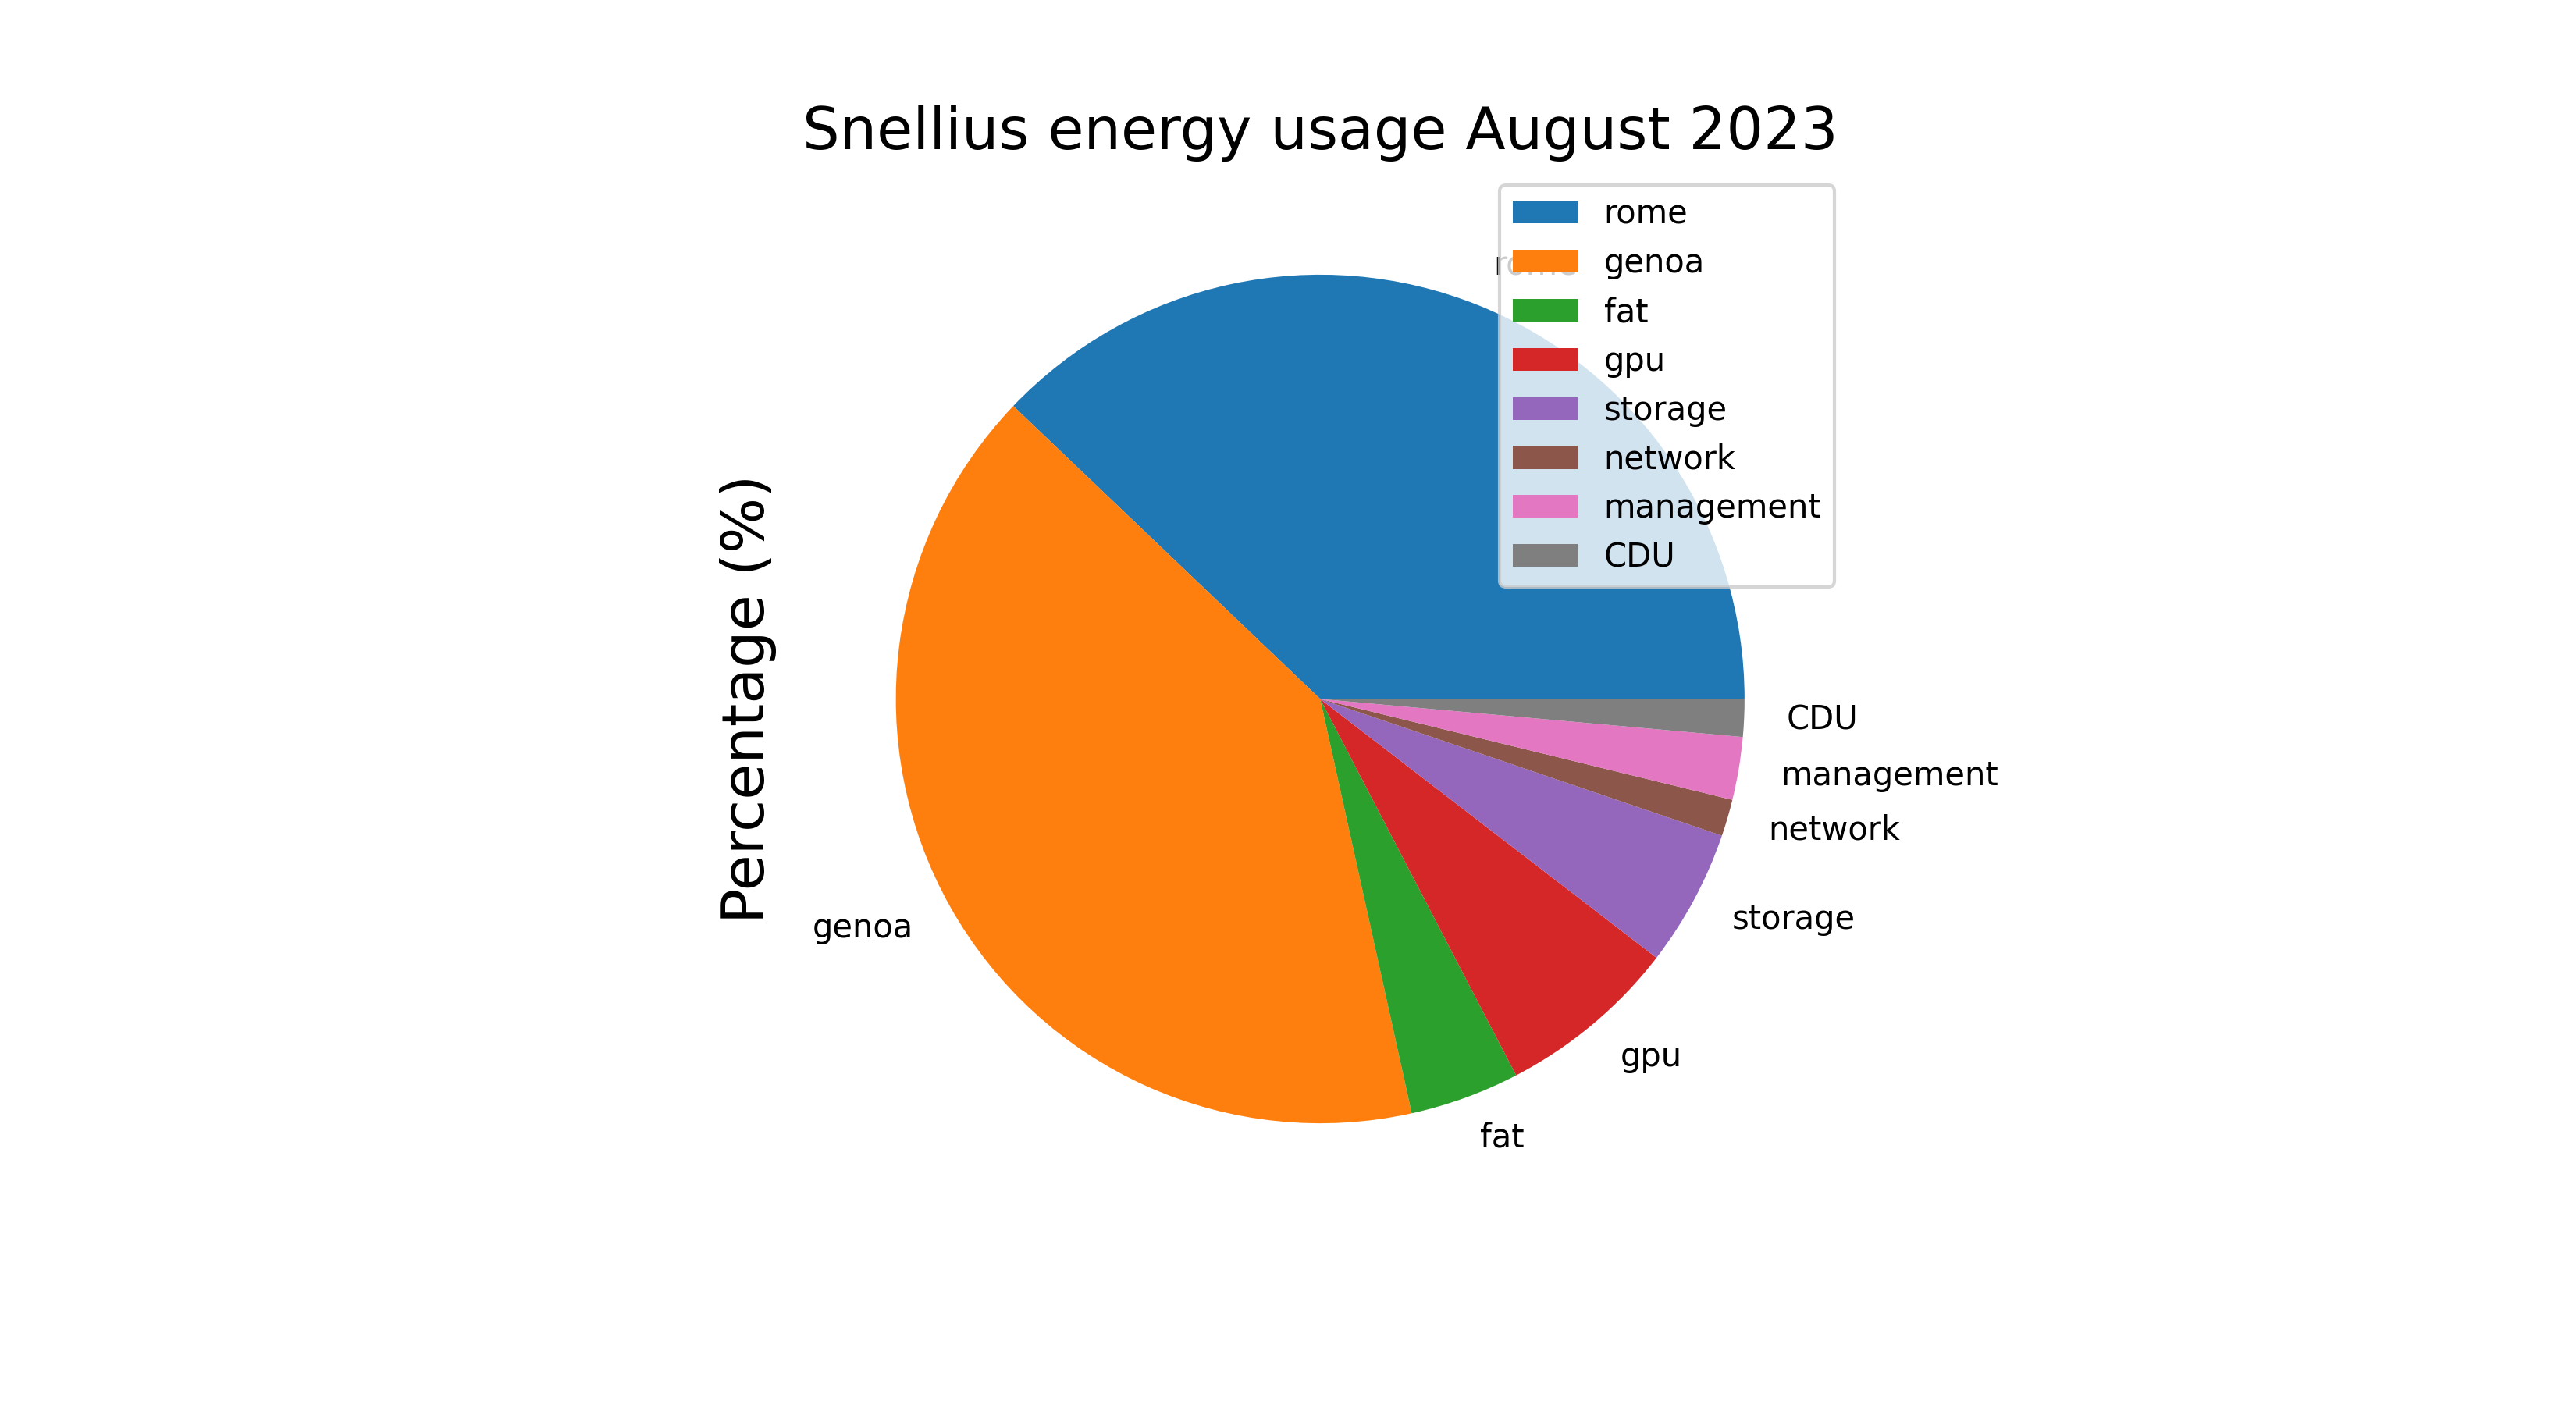 Snellius energy usage August 2023
rome
genoa
rome
fat
gpu
storage
network
management
CDU
Percentage (%)
CDU
management
network
storage
genoa
gpu
fat